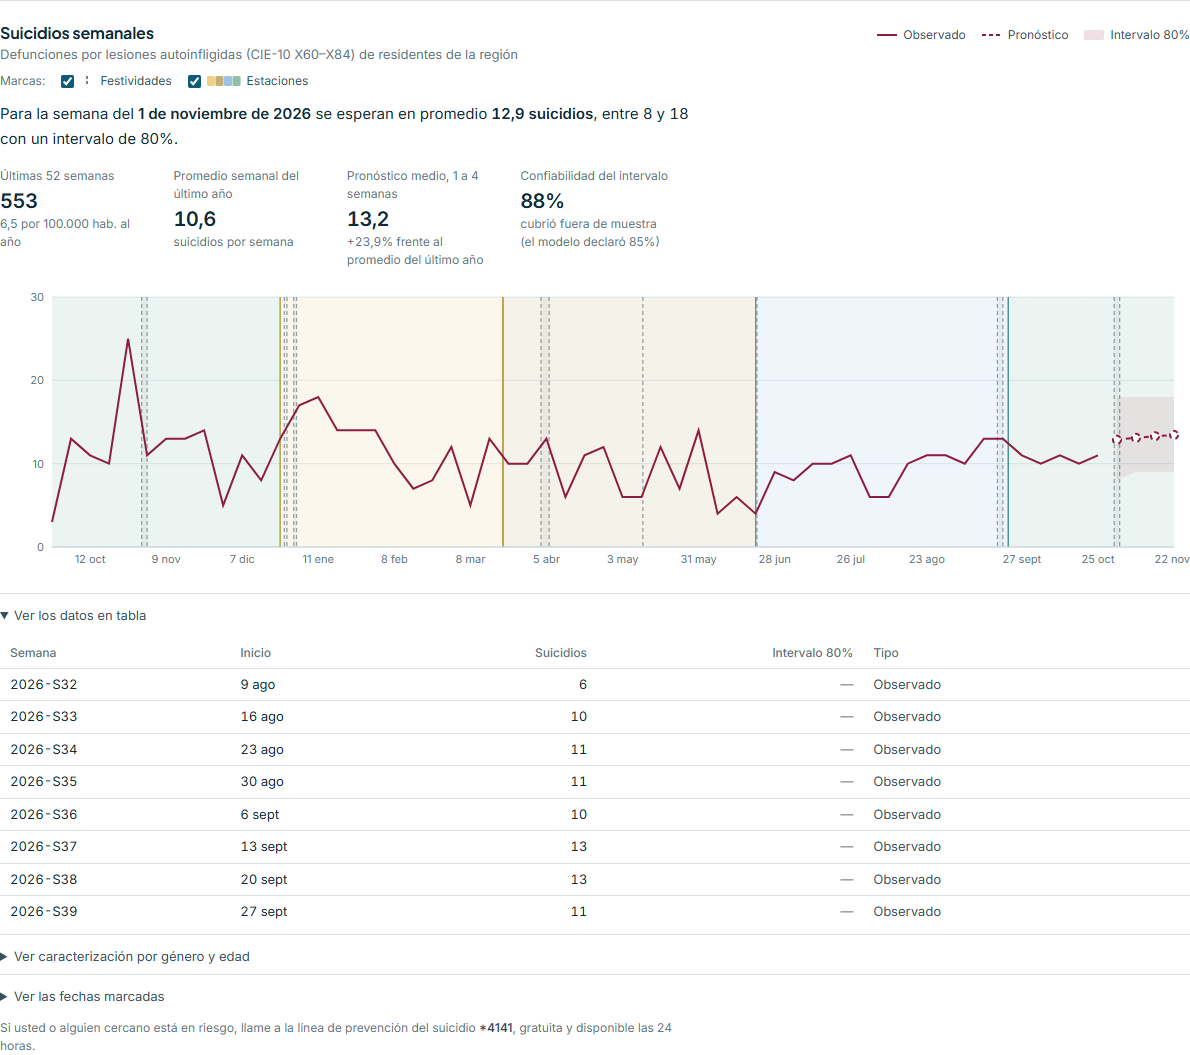 Suicidios semanales
Observado
Pronóstico
Intervalo 80%
Defunciones por lesiones autoinfligidas (CIE-10 X60–X84) de residentes de la región
Marcas:
Festividades
Estaciones
Para la semana del 1 de noviembre de 2026 se esperan en promedio 12,9 suicidios, entre 8 y 18
con un intervalo de 80%.
Últimas 52 semanas
553
6,5 por 100.000 hab. al
año
Promedio semanal del
último año
10,6
suicidios por semana
Pronóstico medio, 1 a 4
semanas
13,2
+23,9% frente al
promedio del último año
Confiabilidad del intervalo
88%
cubrió fuera de muestra
(el modelo declaró 85%)
30
20
10
0
12 oct
9 nov
7 dic
11 ene
8 feb
8 mar
5 abr
3 may
31 may
28 jun
26 jul
23 ago
27 sept
25 oct
22 nov
Ver los datos en tabla
Semana Inicio Suicidios Intervalo 80% Tipo
2026-S32 9 ago 6 — Observado
2026-S33 16 ago 10 — Observado
2026-S34 23 ago 11 — Observado
2026-S35 30 ago 11 — Observado
2026-S36 6 sept 10 — Observado
2026-S37 13 sept 13 — Observado
2026-S38 20 sept 13 — Observado
2026-S39 27 sept 11 — Observado
Ver caracterización por género y edad
Ver las fechas marcadas
Si usted o alguien cercano está en riesgo, llame a la línea de prevención del suicidio *4141, gratuita y disponible las 24
horas.